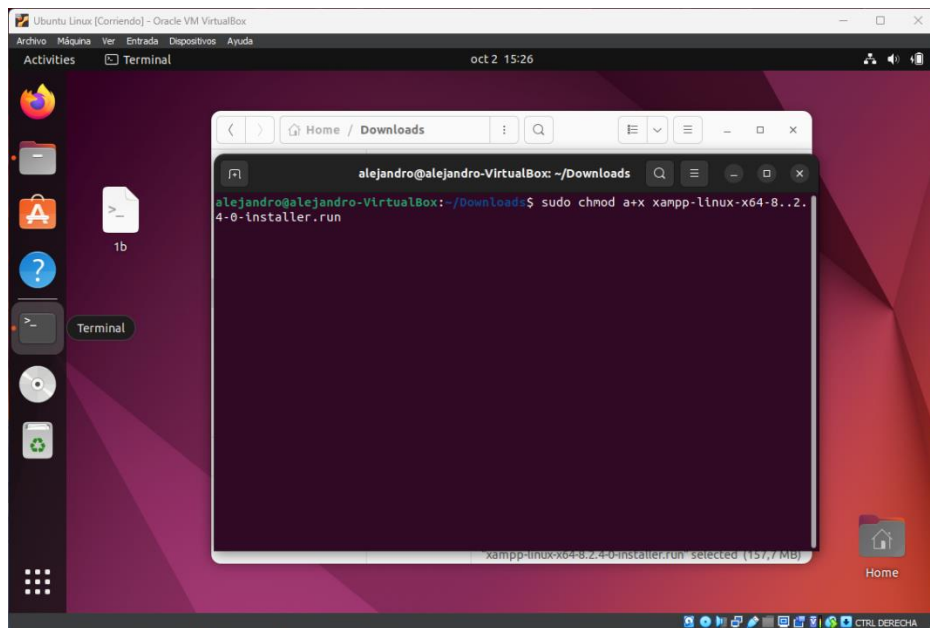 Ubuntu Linux [Corriendo] - Oracle VM VirtualBox
Archivo Máquina Ver Entrada Dispositivos Ayuda
Activities Terminal oct 2 15:26
Home / Downloads
alejandro@alejandro-VirtualBox: ~/Downloads
alejandro@alejandro-VirtualBox:~/Downloads$ sudo chmod a+x xampp-linux-x64-8..2.
4-0-installer.run
1b
Terminal
"xampp-linux-x64-8.2.4-0-installer.run" selected (157,7 MB)
Home
CTRL DERECHA